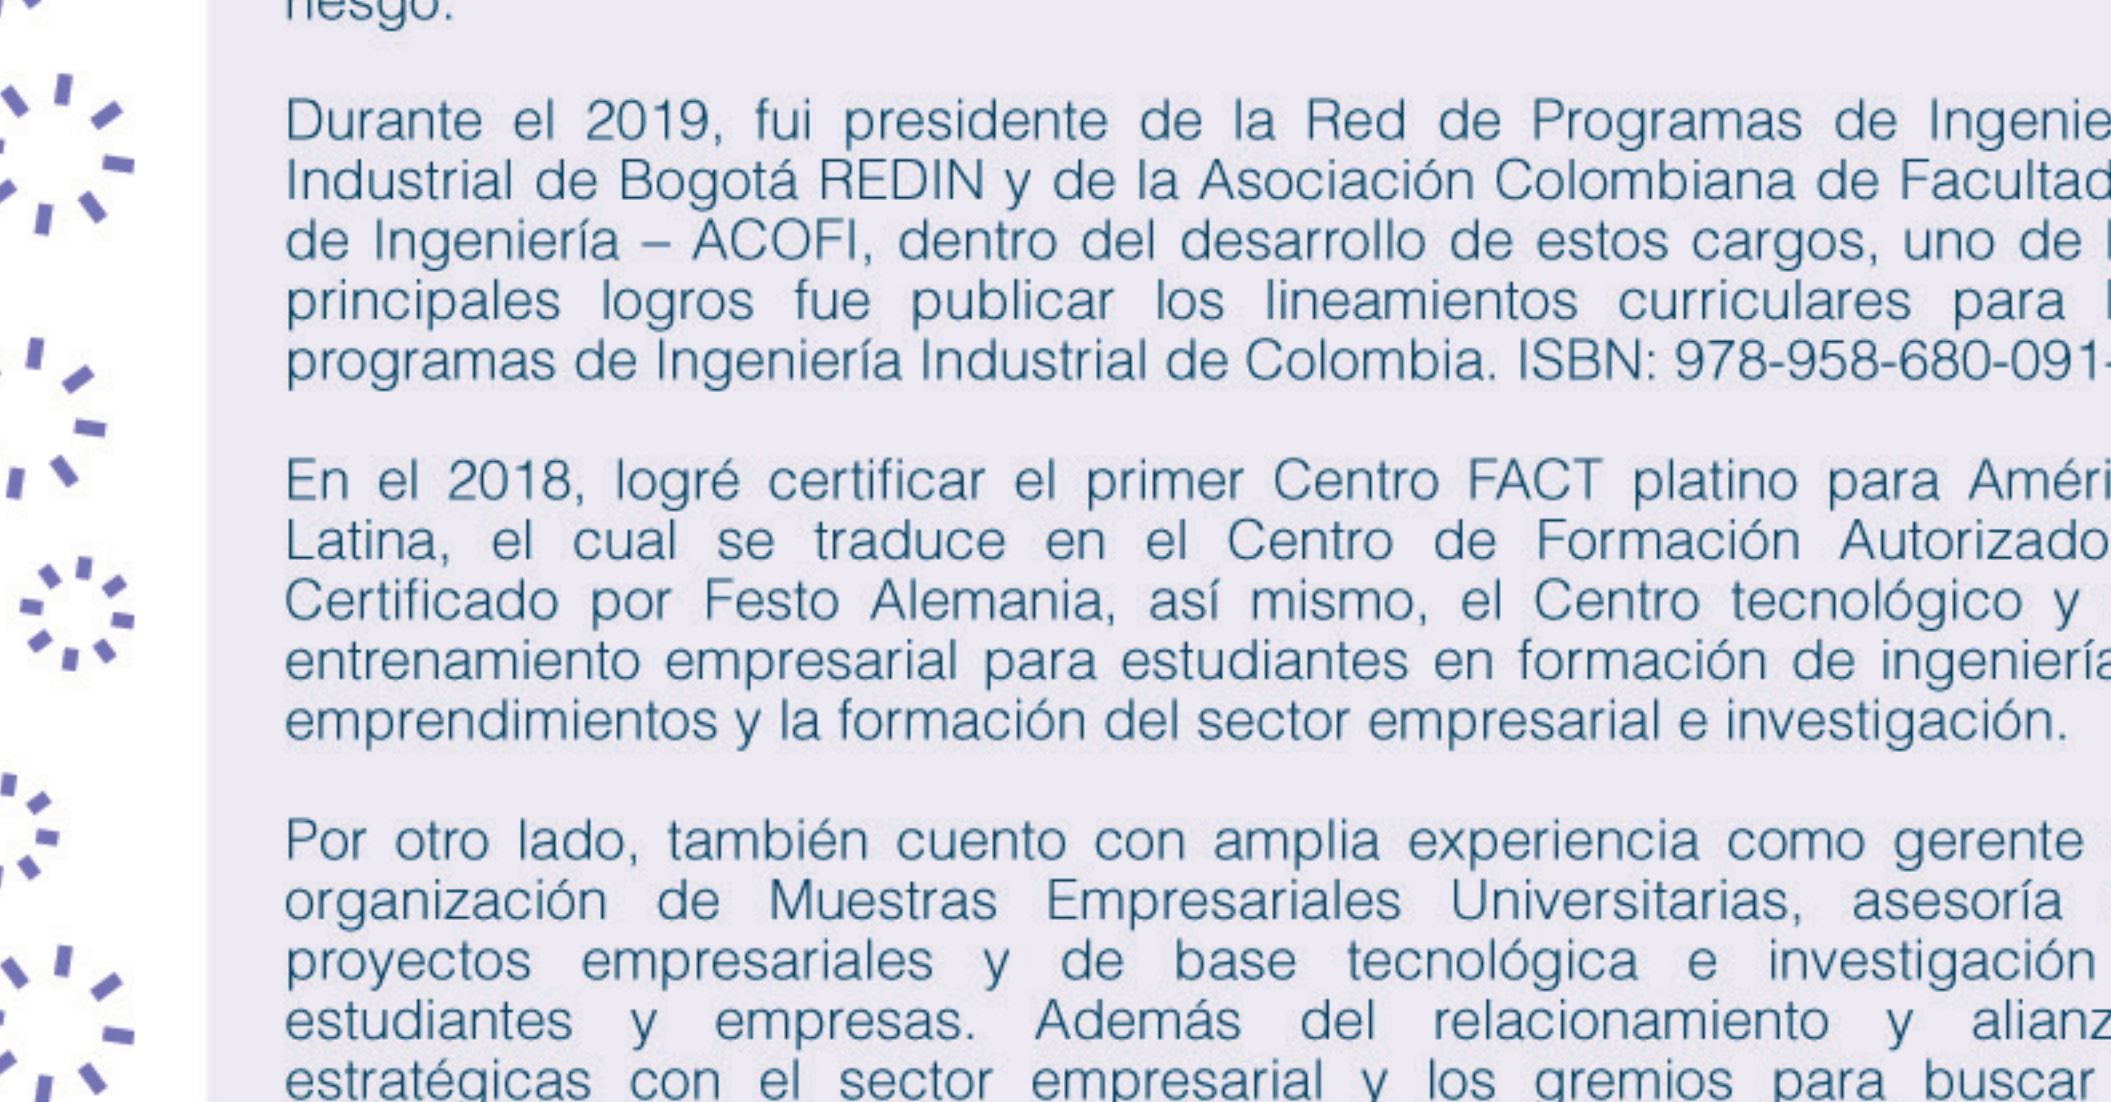 riesgo.
Durante el 2019, fui presidente de la Red de Programas de Ingenie
Industrial de Bogotá REDIN y de la Asociación Colombiana de Facultad
de Ingeniería – ACOFI, dentro del desarrollo de estos cargos, uno de
principales logros fue publicar los lineamientos curriculares para
programas de Ingeniería Industrial de Colombia. ISBN: 978-958-680-091-
En el 2018, logré certificar el primer Centro FACT platino para Améri
Latina, el cual se traduce en el Centro de Formación Autorizado
Certificado por Festo Alemania, así mismo, el Centro tecnológico y
entrenamiento empresarial para estudiantes en formación de ingeniería
emprendimientos y la formación del sector empresarial e investigación.
Por otro lado, también cuento con amplia experiencia como gerente
organización de Muestras Empresariales Universitarias, asesoría
proyectos empresariales y de base tecnológica e investigación
estudiantes y empresas. Además del relacionamiento y alianz
estratégicas con el sector empresarial y los gremios para buscar